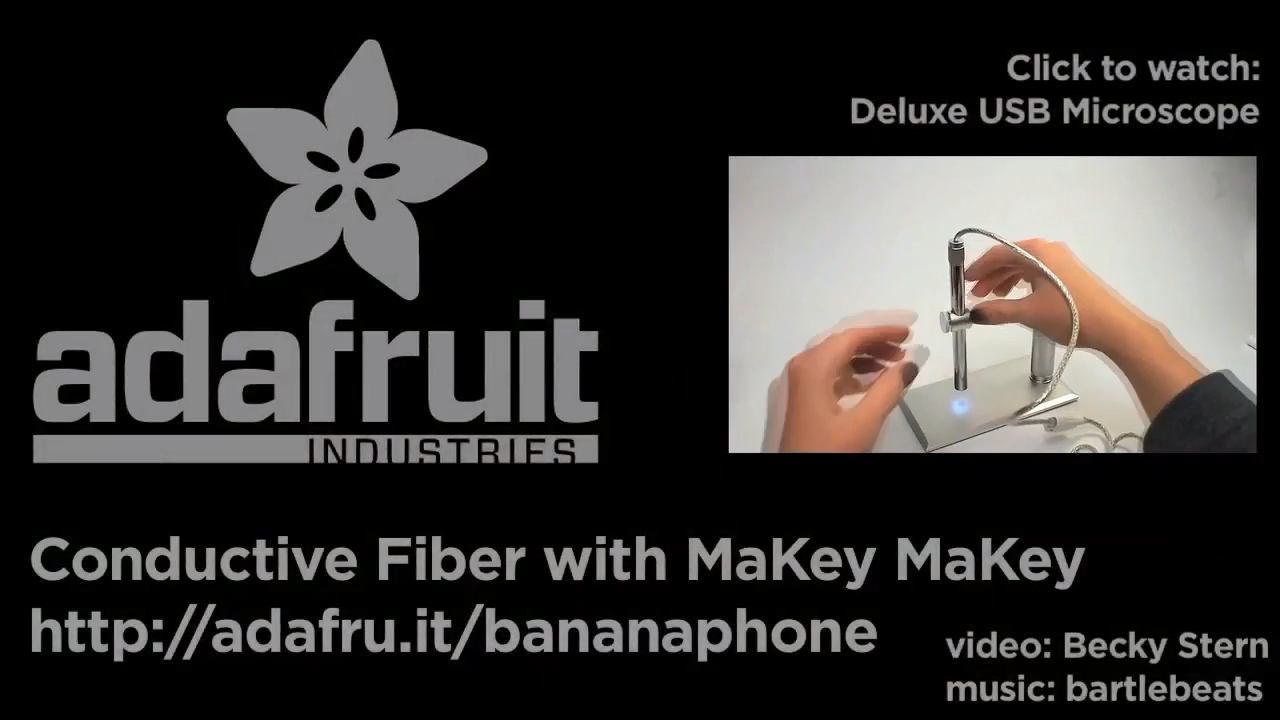 adafruit
INDUSTRIES
Click to watch:
Deluxe USB Microscope
Conductive Fiber with MaKey MaKey
http://adafru.it/bananaphone
video: Becky Stern
music: bartlebeats